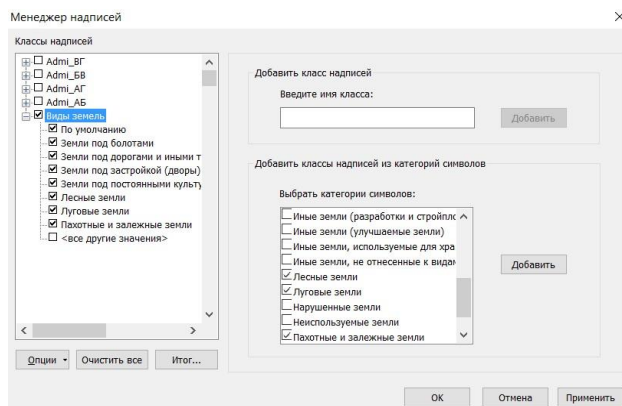 Менеджер надписей
Классы надписей
Admi_ВГ
Admi_БВ
Admi_АГ
Admi_АБ
Виды земель
По умолчанию
Земли под болотами
Земли под дорогами и иными т
Земли под застройкой (дворы)
Земли под постоянными культу
Лесные земли
Луговые земли
Пахотные и залежные земли
<все другие значения>
Опции
Очистить все
Итог...
Добавить класс надписей
Введите имя класса:
Добавить
Добавить классы надписей из категорий символов
Выбрать категории символов:
Иные земли (разработки и стройпло
Иные земли (улучшаемые земли)
Иные земли, используемые для хра
Иные земли, не отнесенные к видам
Лесные земли
Луговые земли
Нарушенные земли
Неиспользуемые земли
Пахотные и залежные земли
Добавить
OK
Отмена
Применить